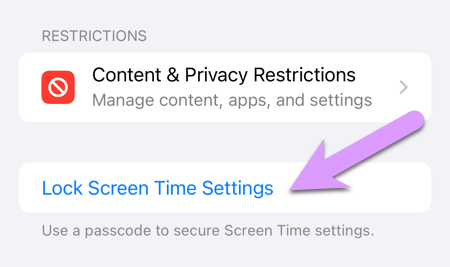 RESTRICTIONS
Content & Privacy Restrictions
Manage content, apps, and settings
Lock Screen Time Settings
Use a passcode to secure Screen Time settings.